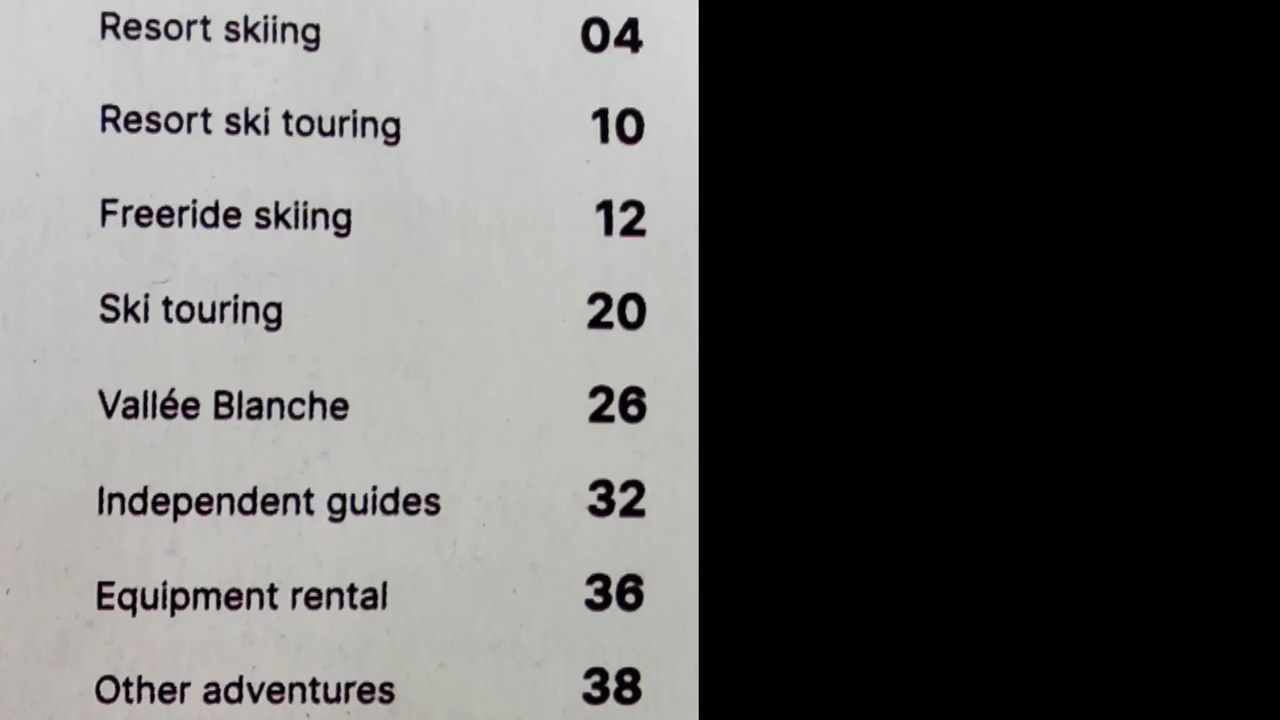 Resort skiing 04
Resort ski touring 10
Freeride skiing 12
Ski touring 20
Vallée Blanche 26
Independent guides 32
Equipment rental 36
Other adventures 38